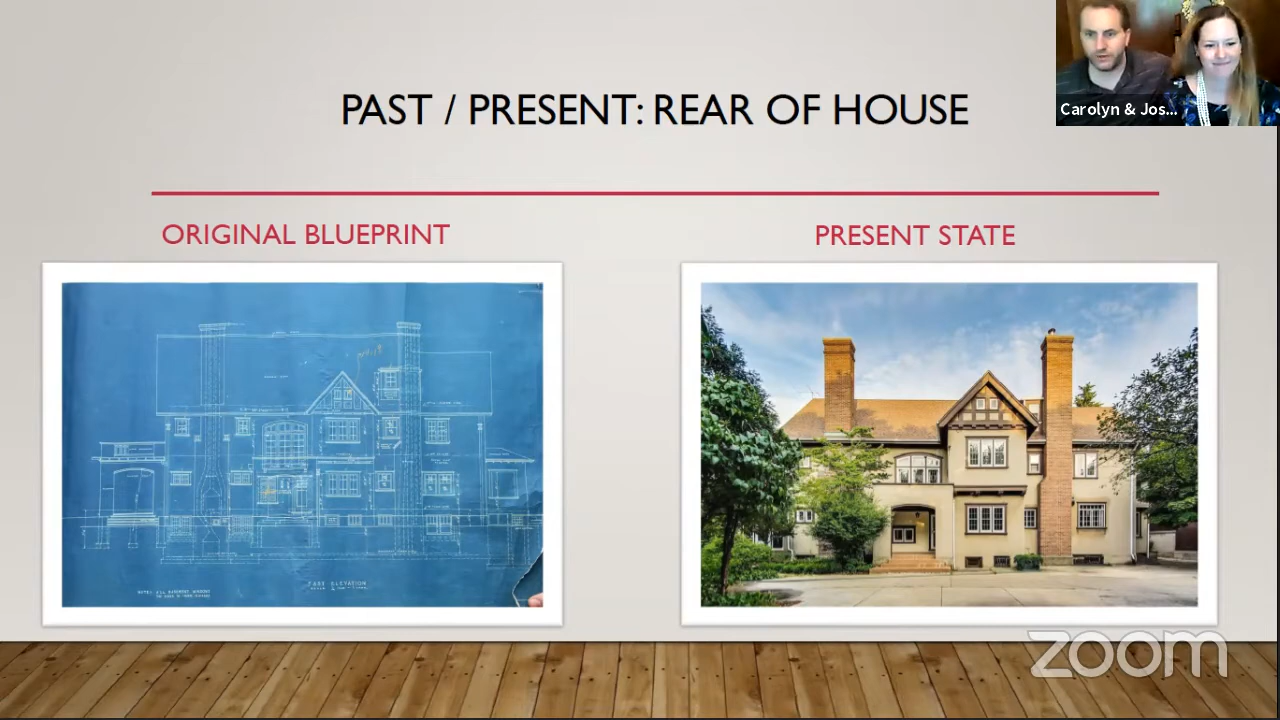 PAST / PRESENT: REAR OF HOUSE
Carolyn & Jos...
ORIGINAL BLUEPRINT
PRESENT STATE
EAST ELEVATION
zoom